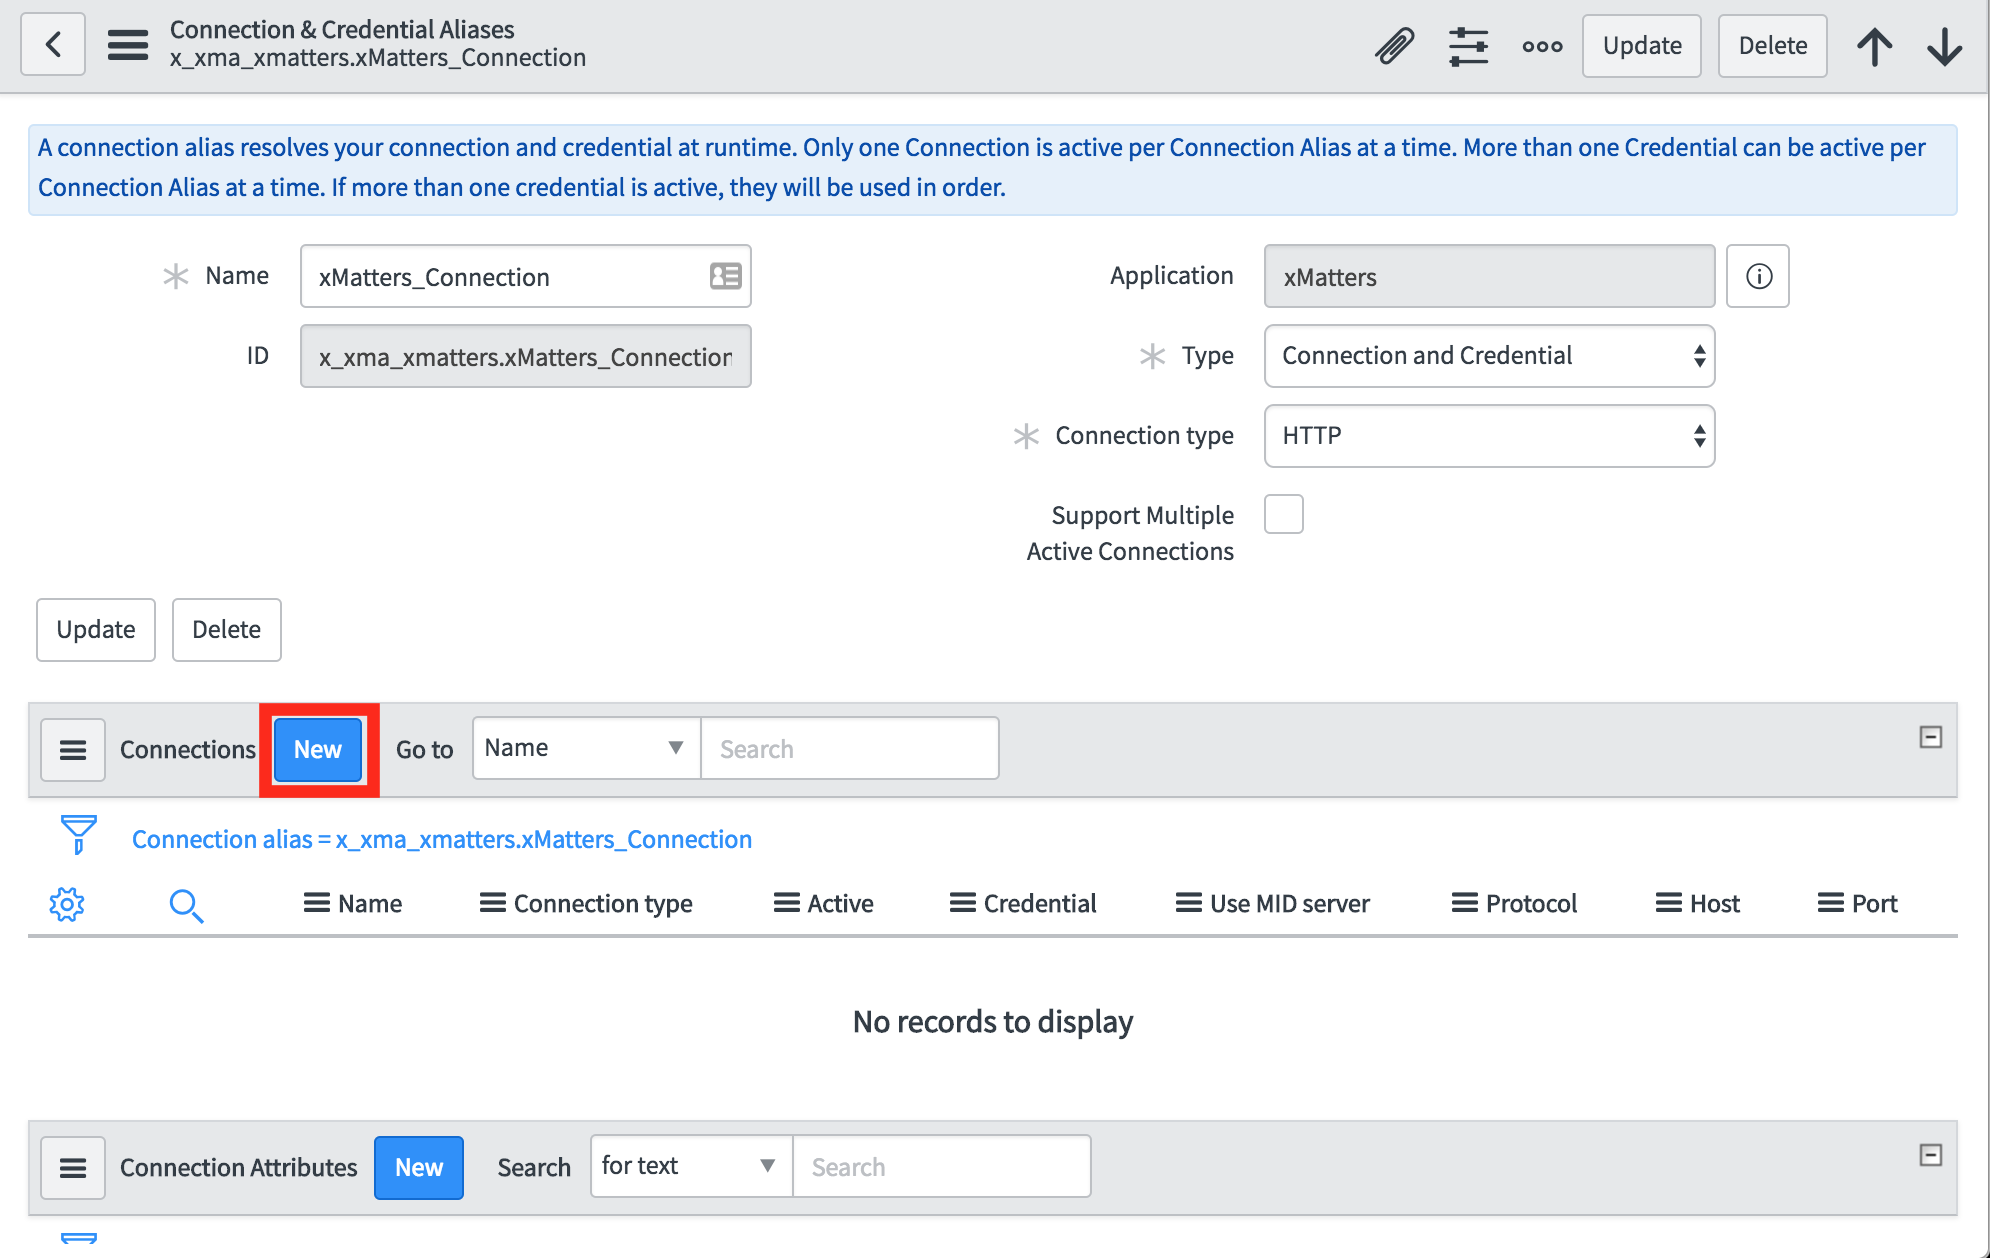 Connection & Credential Aliases
x_xma_xmatters.xMatters_Connection
Update
Delete
A connection alias resolves your connection and credential at runtime. Only one Connection is active per Connection Alias at a time. More than one Credential can be active per
Connection Alias at a time. If more than one credential is active, they will be used in order.
Name
xMatters_Connection
Application
xMatters
ID
x_xma_xmatters.xMatters_Connection
Type
Connection and Credential
Connection type
HTTP
Support Multiple
Active Connections
Update
Delete
Connections
New
Go to
Name
Search
Connection alias = x_xma_xmatters.xMatters_Connection
Name
Connection type
Active
Credential
Use MID server
Protocol
Host
Port
No records to display
Connection Attributes
New
Search
for text
Search